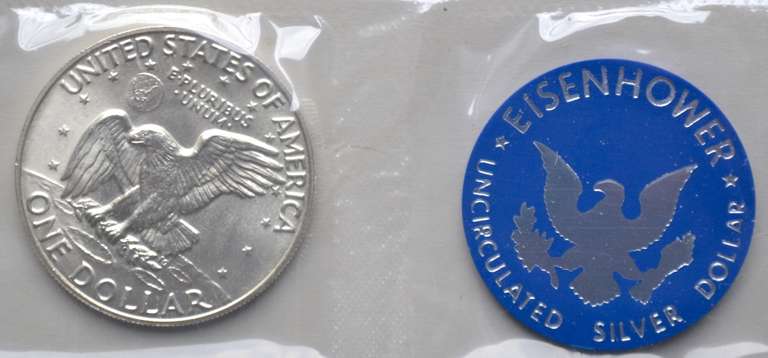 UNITED STATES OF AMERICA
E·PLURIBUS
UNUM
ONE DOLLAR
EISENHOWER
UNCIRCULATED SILVER DOLLAR